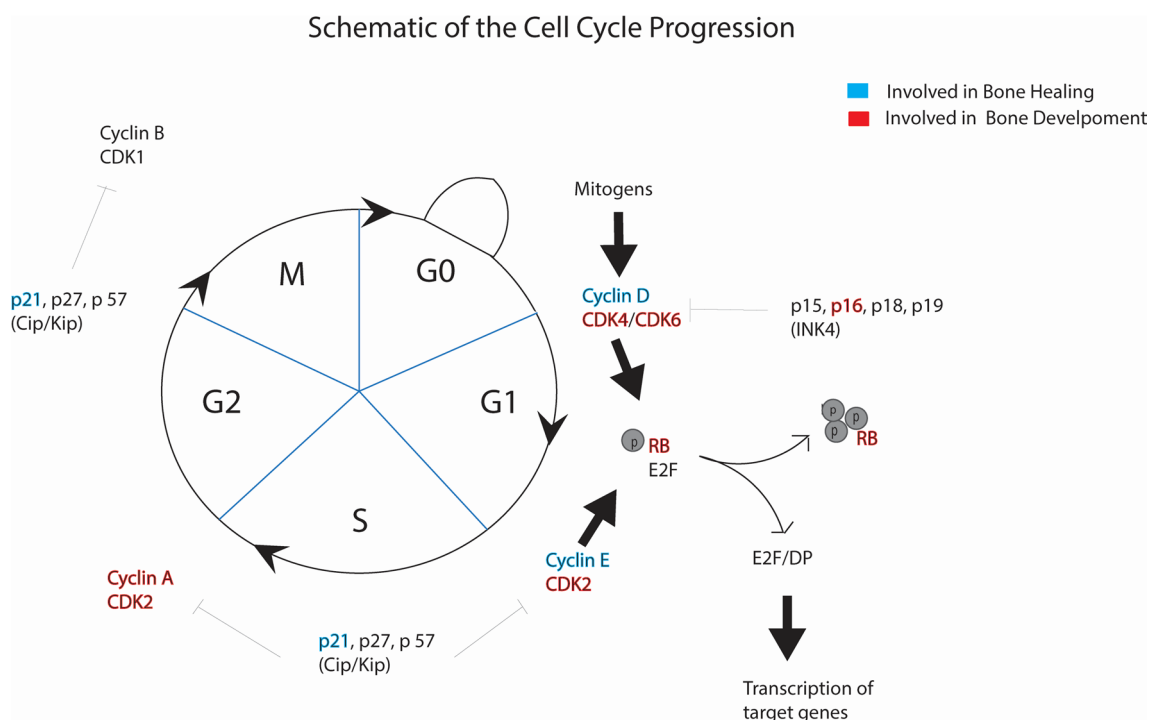 Schematic of the Cell Cycle Progression
Involved in Bone Healing
Involved in Bone Develpoment
Cyclin B
CDK1
Mitogens
M
G0
p21, p27, p 57
(Cip/Kip)
Cyclin D
CDK4/CDK6
p15, p16, p18, p19
(INK4)
G2
G1
p
RB
E2F
p
p
p
RB
S
Cyclin E
CDK2
E2F/DP
Cyclin A
CDK2
p21, p27, p 57
(Cip/Kip)
Transcription of
target genes